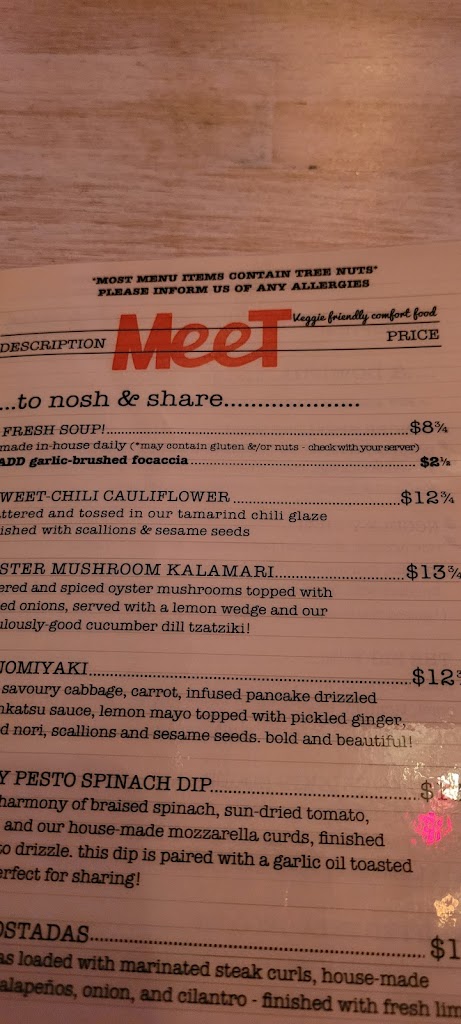 *MOST MENU ITEMS CONTAIN TREE NUTS*
PLEASE INFORM US OF ANY ALLERGIES
DESCRIPTION MeeT Veggie friendly comfort food PRICE
...to nosh & share....................
FRESH SOUP!................................................$8¾
made in-house daily (*may contain gluten &/or nuts - check with your server)
ADD garlic-brushed focaccia................................................$2½
WEET-CHILI CAULIFLOWER................................$12¾
ttered and tossed in our tamarind chili glaze
ished with scallions & sesame seeds
STER MUSHROOM KALAMARI........................$13¾
ered and spiced oyster mushrooms topped with
ed onions, served with a lemon wedge and our
ulously-good cucumber dill tzatziki!
NOMIYAKI................................................$12
savoury cabbage, carrot, infused pancake drizzled
nkatsu sauce, lemon mayo topped with pickled ginger,
d nori, scallions and sesame seeds. bold and beautiful!
Y PESTO SPINACH DIP................................$1
harmony of braised spinach, sun-dried tomato,
and our house-made mozzarella curds, finished
to drizzle. this dip is paired with a garlic oil toasted
erfect for sharing!
OSTADAS................................................$1
as loaded with marinated steak curls, house-made
alapeños, onion, and cilantro - finished with fresh lim